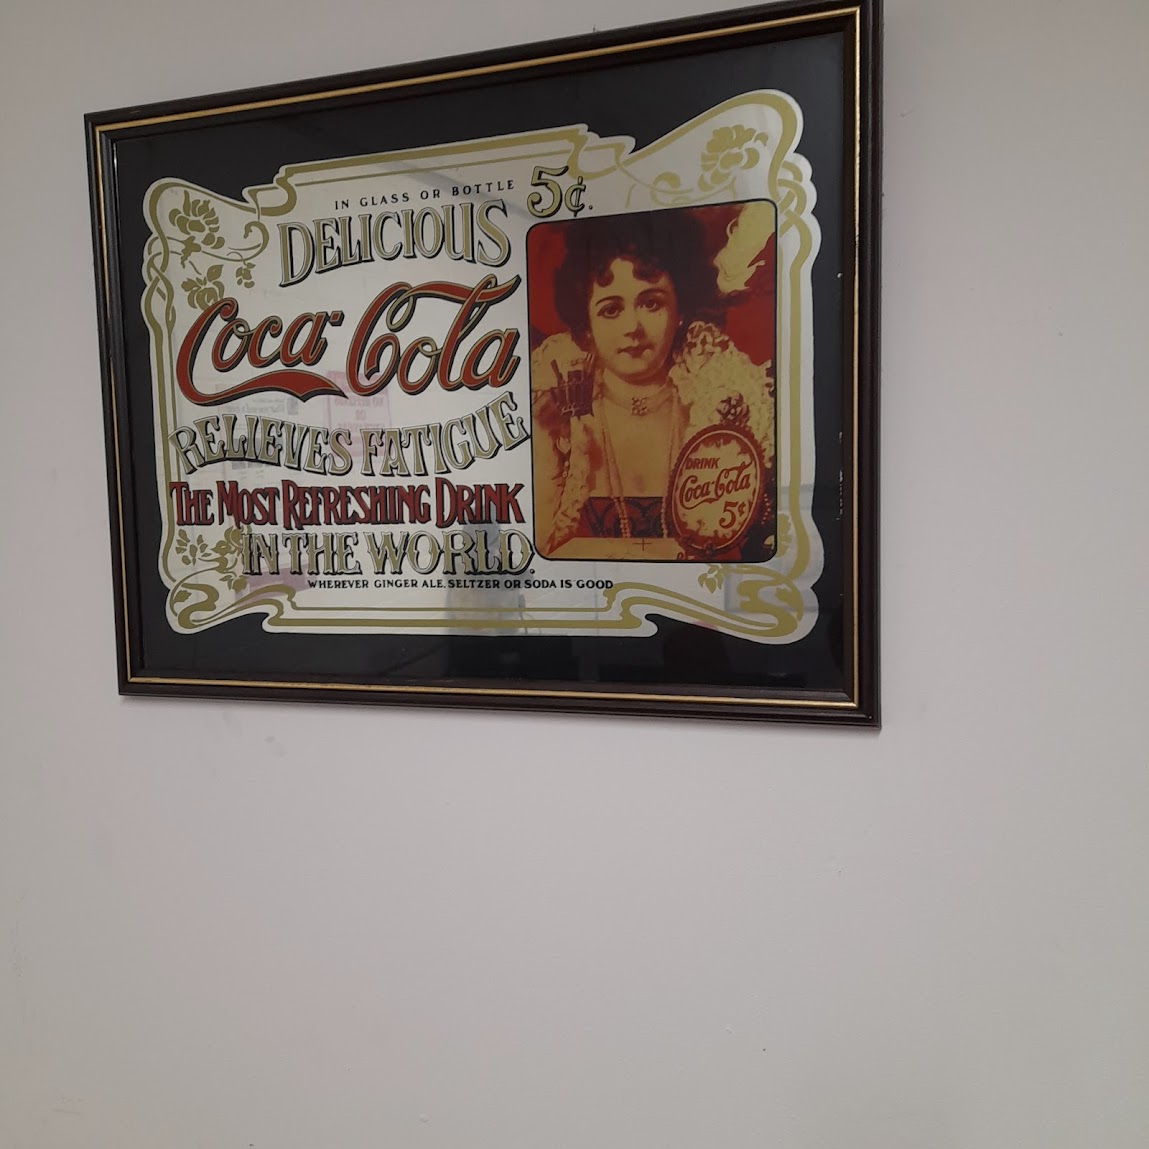 IN GLASS OR BOTTLE 5¢.
DELICIOUS
Coca-Cola
RELIEVES FATIGUE
THE MOST REFRESHING DRINK
IN THE WORLD.
WHEREVER GINGER ALE, SELTZER OR SODA IS GOOD
DRINK
Coca-Cola
5¢